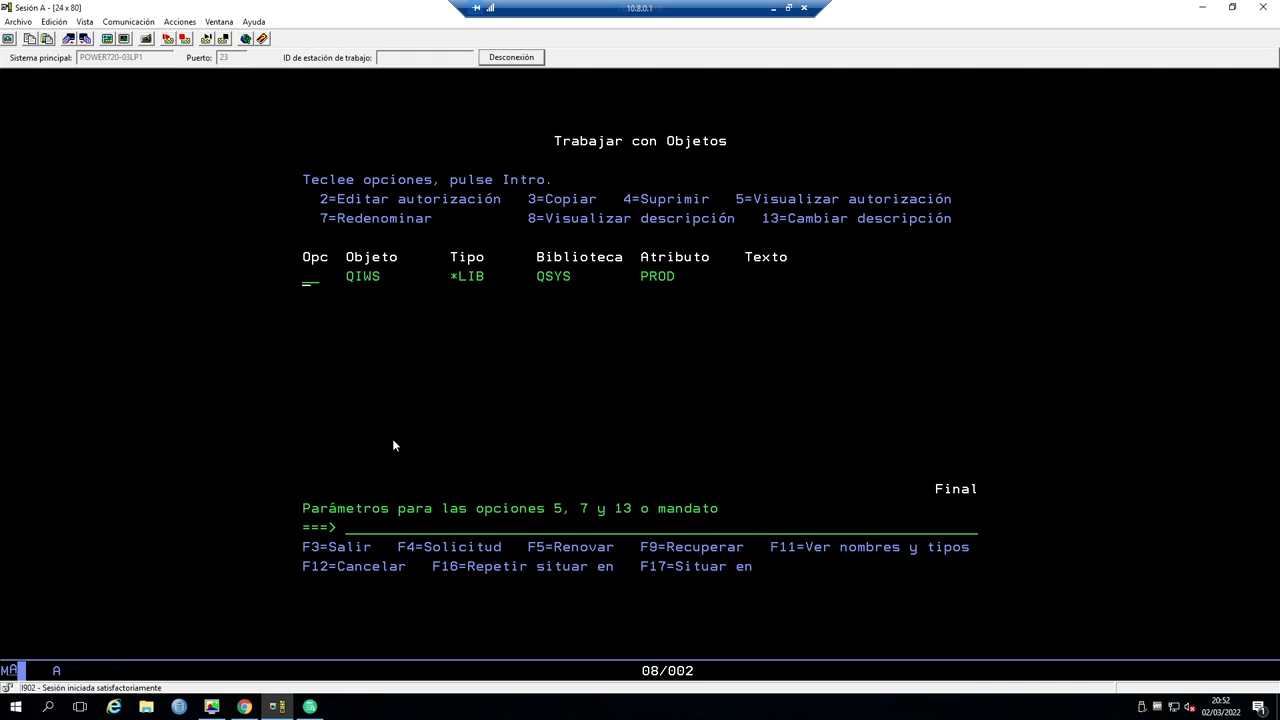 Sesión A - [24 x 80]
10.8.0.1
Archivo Edición Vista Comunicación Acciones Ventana Ayuda
Sistema principal: POWER720-03LP1 Puerto: 23 ID de estación de trabajo: Desconexión
Trabajar con Objetos
Teclee opciones, pulse Intro.
2=Editar autorización 3=Copiar 4=Suprimir 5=Visualizar autorización
7=Redenominar 8=Visualizar descripción 13=Cambiar descripción
Opc Objeto Tipo Biblioteca Atributo Texto
__ QIWS *LIB QSYS PROD
Final
Parámetros para las opciones 5, 7 y 13 o mandato
===>
F3=Salir F4=Solicitud F5=Renovar F9=Recuperar F11=Ver nombres y tipos
F12=Cancelar F16=Repetir situar en F17=Situar en
MA A 08/002
I902 - Sesión iniciada satisfactoriamente
20:52
02/03/2022